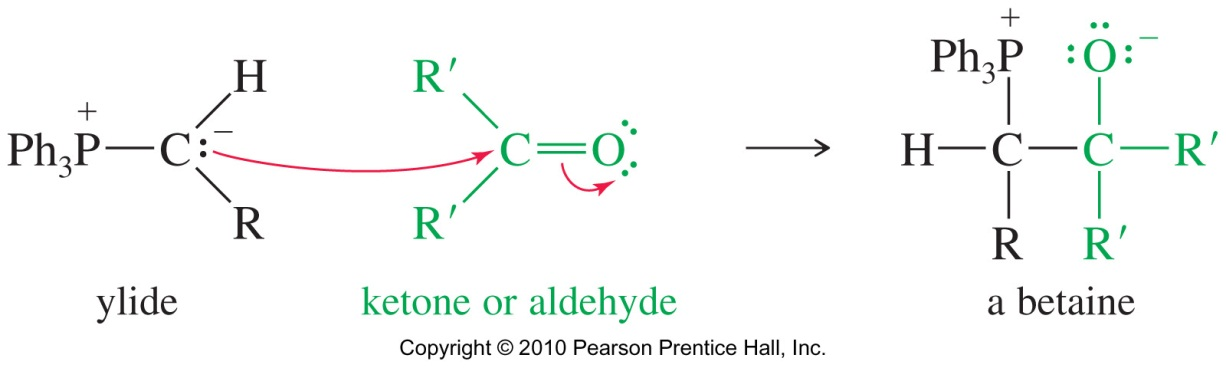 H R′ Ph₃P⁺ :Ö:⁻
Ph₃P⁺—C:⁻ C=O H—C—C—R′
R R′ R R′
ylide ketone or aldehyde a betaine
Copyright © 2010 Pearson Prentice Hall, Inc.